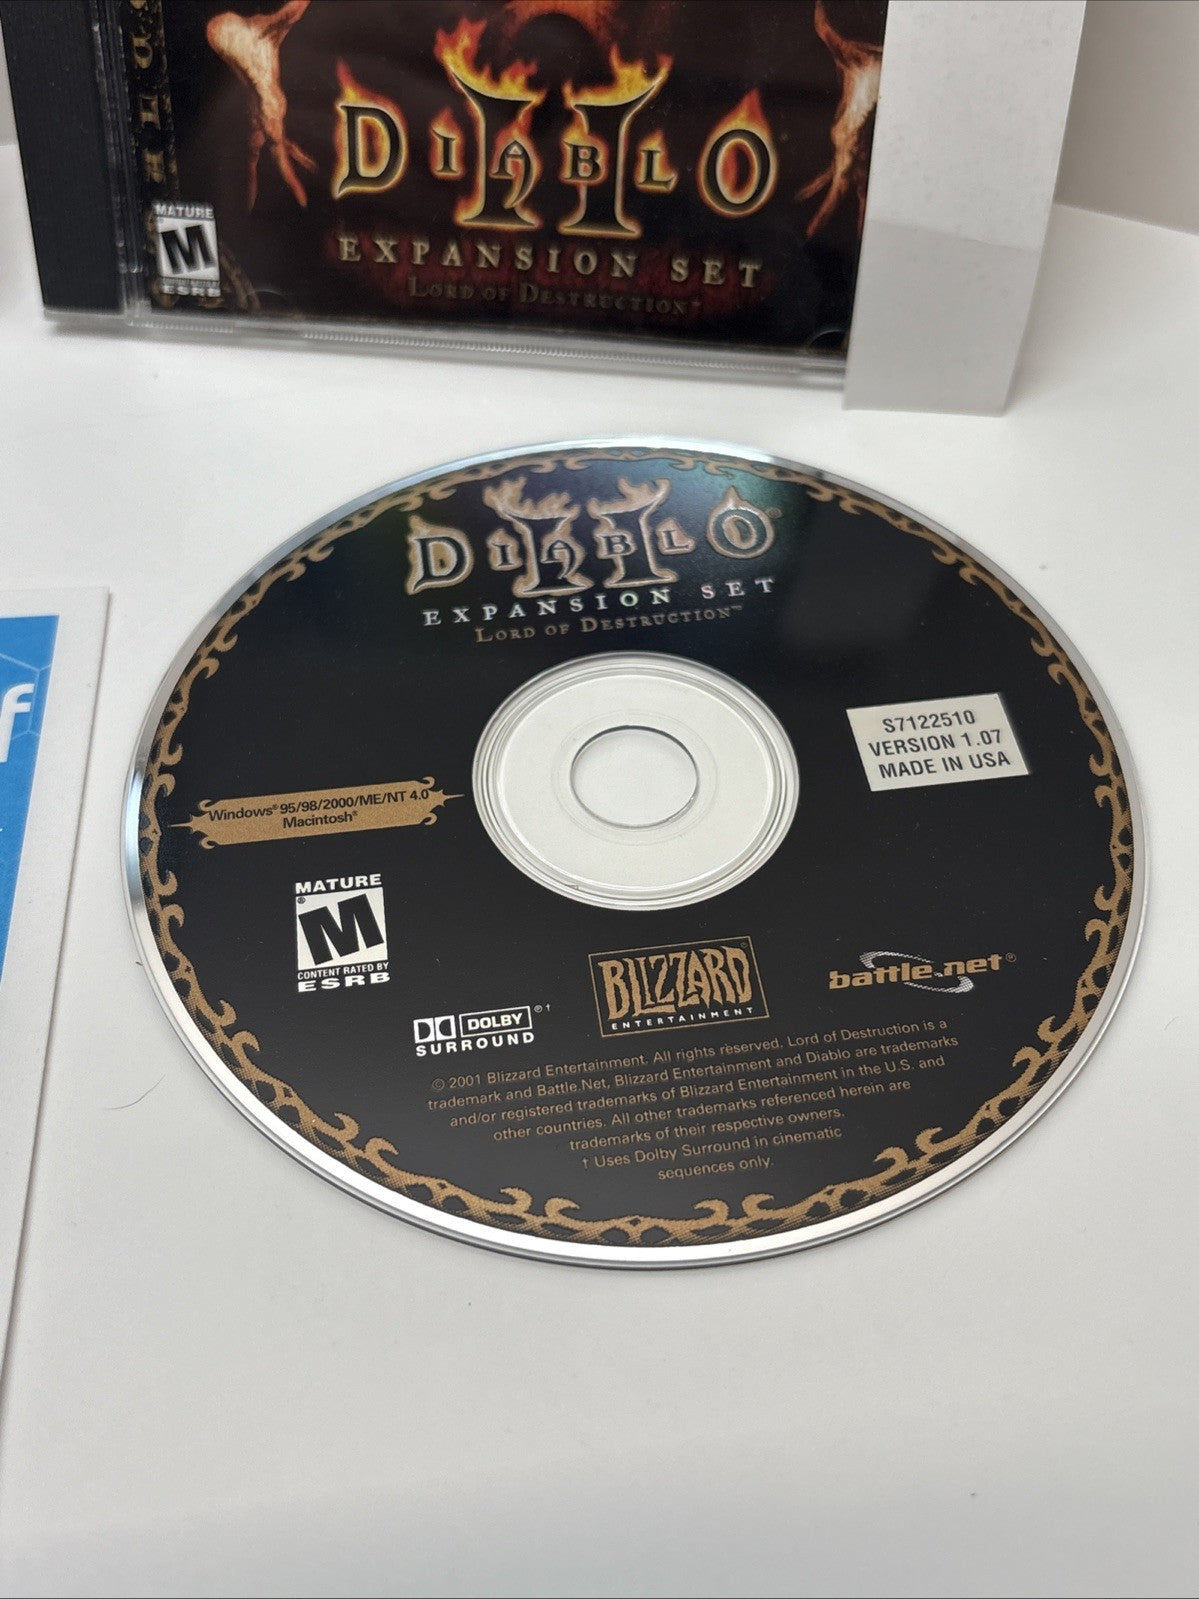 DIABLO II
EXPANSION SET
LORD OF DESTRUCTION™
MATURE
M
ESRB
DIABLO® II
EXPANSION SET
LORD OF DESTRUCTION™
S7122510
VERSION 1.07
MADE IN USA
Windows® 95/98/2000/ME/NT 4.0
Macintosh®
MATURE
M®
CONTENT RATED BY
ESRB
DOLBY ® †
SURROUND
BLIZZARD®
ENTERTAINMENT
battle.net®
© 2001 Blizzard Entertainment. All rights reserved. Lord of Destruction is a
trademark and Battle.Net, Blizzard Entertainment and Diablo are trademarks
and/or registered trademarks of Blizzard Entertainment in the U.S. and
other countries. All other trademarks referenced herein are
trademarks of their respective owners.
† Uses Dolby Surround in cinematic
sequences only.
f